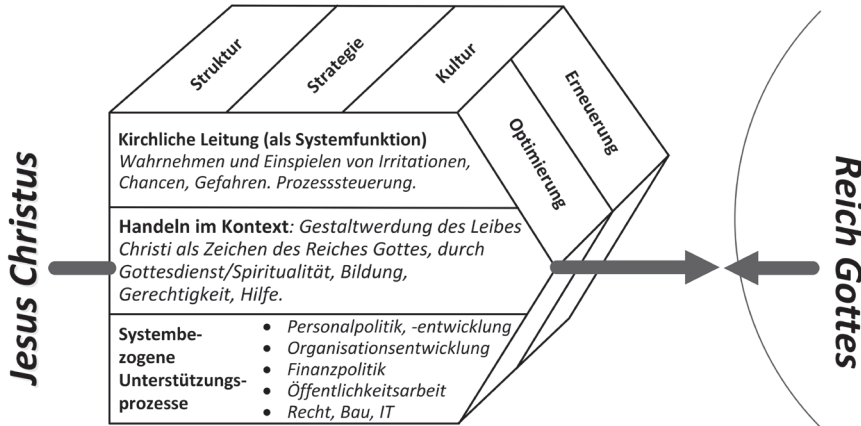 Jesus Christus
Struktur
Strategie
Kultur
Optimierung
Erneuerung
Kirchliche Leitung (als Systemfunktion)
Wahrnehmen und Einspielen von Irritationen,
Chancen, Gefahren. Prozesssteuerung.
Handeln im Kontext: Gestaltwerdung des Leibes
Christi als Zeichen des Reiches Gottes, durch
Gottesdienst/Spiritualität, Bildung,
Gerechtigkeit, Hilfe.
Systembe-
zogene
Unterstützungs-
prozesse
• Personalpolitik, -entwicklung
• Organisationsentwicklung
• Finanzpolitik
• Öffentlichkeitsarbeit
• Recht, Bau, IT
Reich Gottes